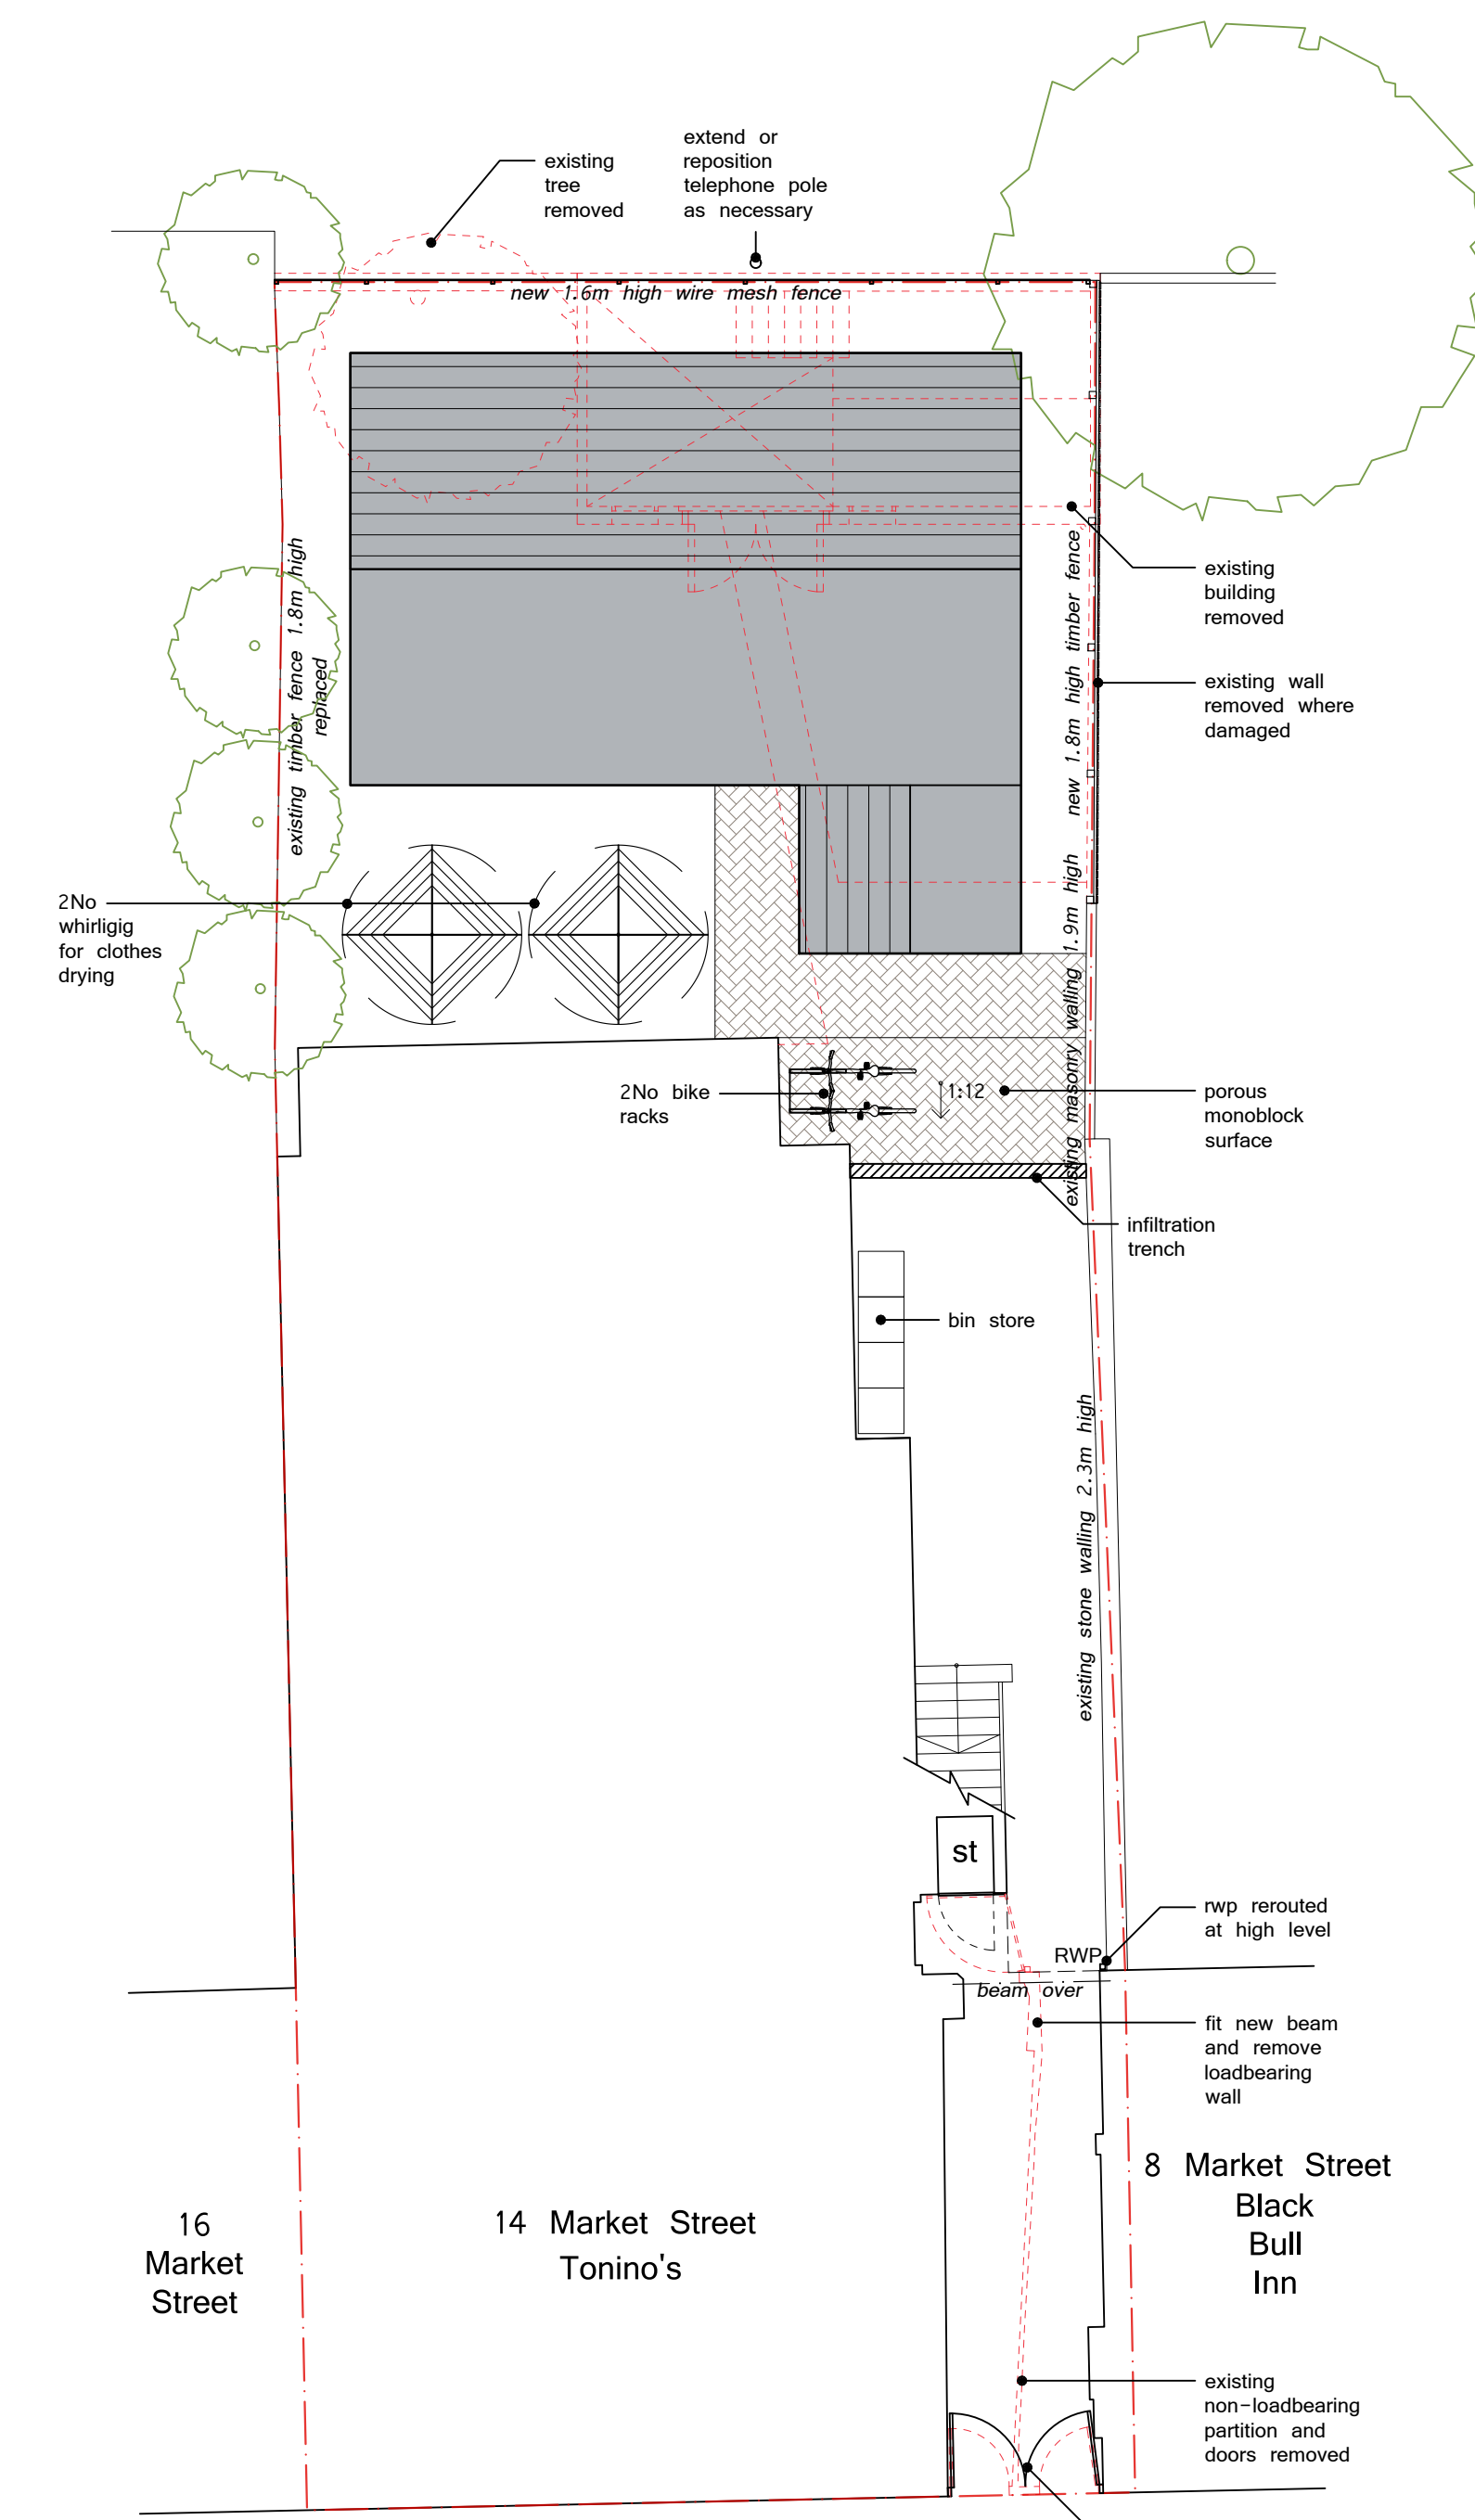 extend or
reposition
telephone pole
as necessary
existing
tree
removed
new 1.6m high wire mesh fence
existing timber fence 1.8m high
replaced
new 1.8m high timber fence
existing
building
removed
existing wall
removed where
damaged
2No
whirligig
for clothes
drying
existing masonry walling 1.9m high
2No bike
racks
1:12
porous
monoblock
surface
infiltration
trench
bin store
existing stone walling 2.3m high
st
rwp rerouted
at high level
RWP
beam over
fit new beam
and remove
loadbearing
wall
16
Market
Street
14 Market Street
Tonino's
8 Market Street
Black
Bull
Inn
existing
non-loadbearing
partition and
doors removed